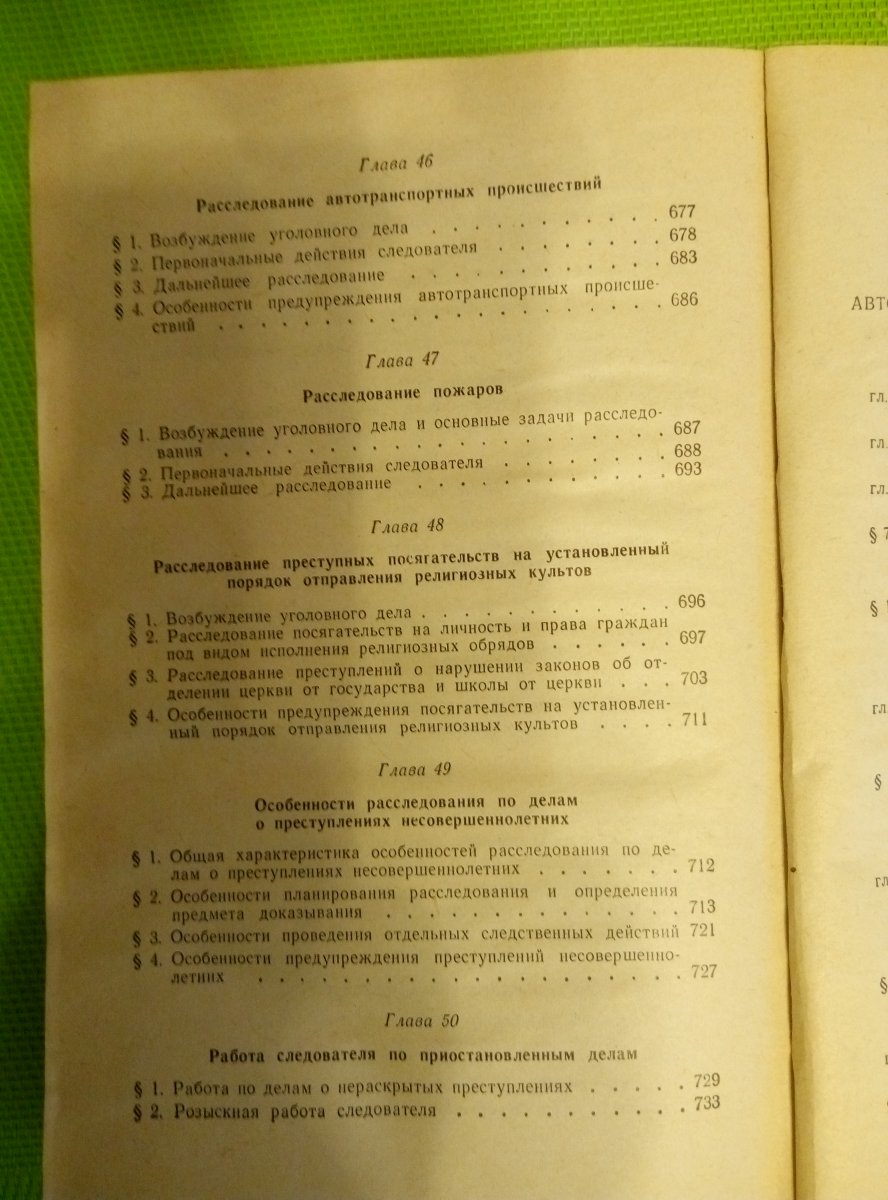 Глава 46
Расследование автотранспортных происшествий
§ 1. Возбуждение уголовного дела . . . . . . . . . . . 677
§ 2. Первоначальные действия следователя . . . . . . . . 678
§ 3. Дальнейшее расследование . . . . . . . . . . . . 683
§ 4. Особенности предупреждения автотранспортных происше-
ствий . . . . . . . . . . . . . . . . . . 686
Глава 47
Расследование пожаров
§ 1. Возбуждение уголовного дела и основные задачи расследо-
вания . . . . . . . . . . . . . . . . . 687
§ 2. Первоначальные действия следователя . . . . . . . . 688
§ 3. Дальнейшее расследование . . . . . . . . . . . 693
Глава 48
Расследование преступных посягательств на установленный
порядок отправления религиозных культов
§ 1. Возбуждение уголовного дела . . . . . . . . . . . 696
§ 2. Расследование посягательств на личность и права граждан
под видом исполнения религиозных обрядов . . . . . . 697
§ 3. Расследование преступлений о нарушении законов об от-
делении церкви от государства и школы от церкви . . . 703
§ 4. Особенности предупреждения посягательств на установлен-
ный порядок отправления религиозных культов . . . . 711
Глава 49
Особенности расследования по делам
о преступлениях несовершеннолетних
§ 1. Общая характеристика особенностей расследования по де-
лам о преступлениях несовершеннолетних . . . . . . . 712
§ 2. Особенности планирования расследования и определения
предмета доказывания . . . . . . . . . . . . . 713
§ 3. Особенности проведения отдельных следственных действий 721
§ 4. Особенности предупреждения преступлений несовершенно-
летних . . . . . . . . . . . . . . . . . 727
Глава 50
Работа следователя по приостановленным делам
§ 1. Работа по делам о нераскрытых преступлениях . . . . . 729
§ 2. Розыскная работа следователя . . . . . . . . . . 733
гл.
гл.
гл.
§
§
гл.
§
§